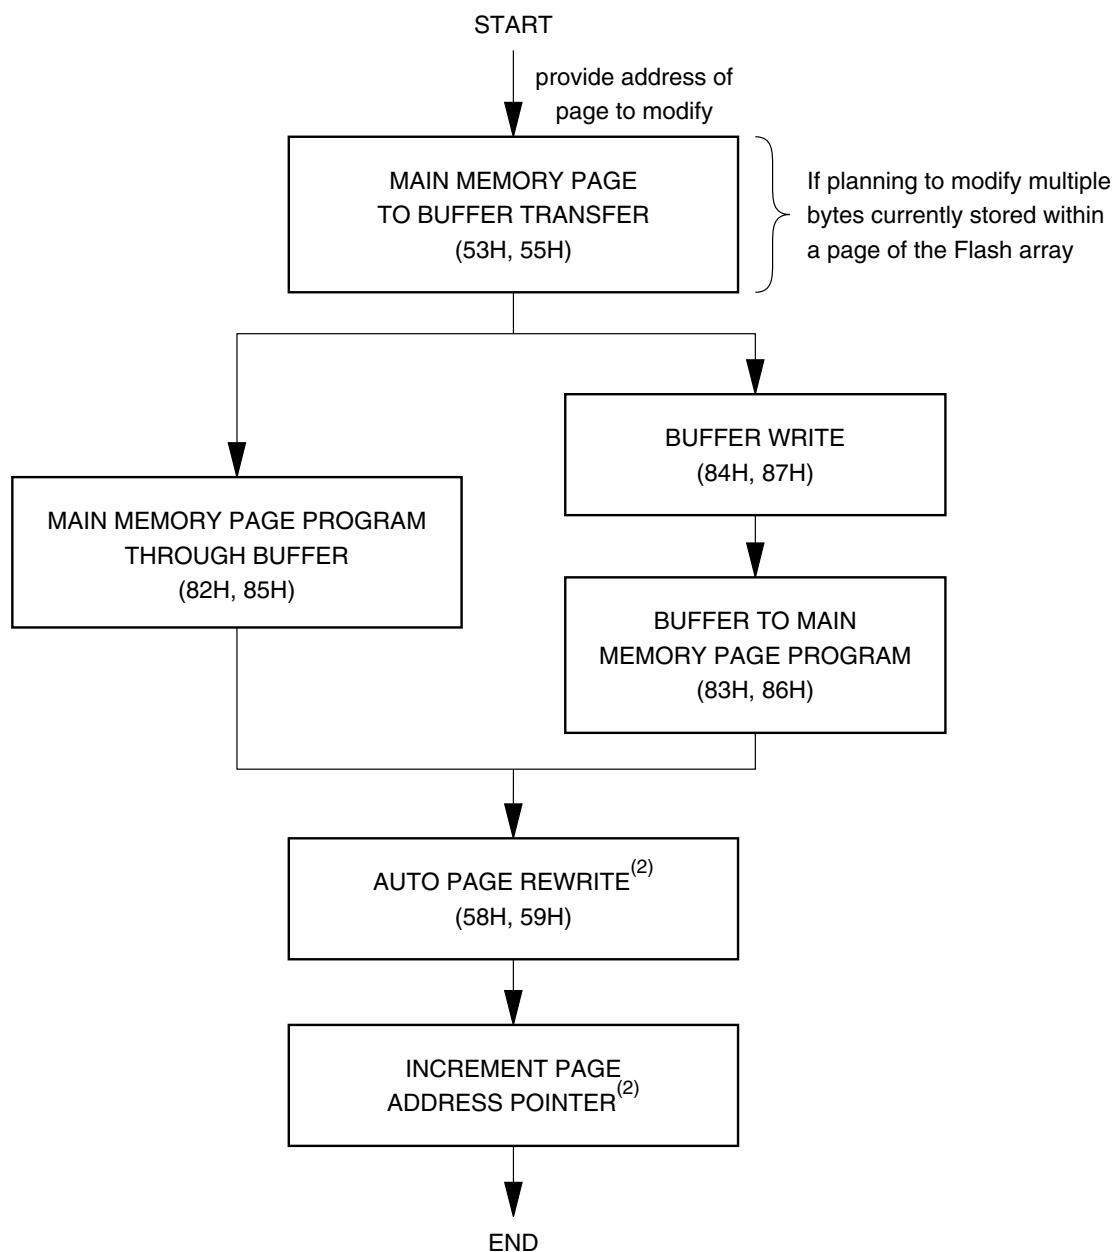 START
provide address of
page to modify
MAIN MEMORY PAGE
TO BUFFER TRANSFER
(53H, 55H)
If planning to modify multiple
bytes currently stored within
a page of the Flash array
BUFFER WRITE
(84H, 87H)
MAIN MEMORY PAGE PROGRAM
THROUGH BUFFER
(82H, 85H)
BUFFER TO MAIN
MEMORY PAGE PROGRAM
(83H, 86H)
AUTO PAGE REWRITE(2)
(58H, 59H)
INCREMENT PAGE
ADDRESS POINTER(2)
END